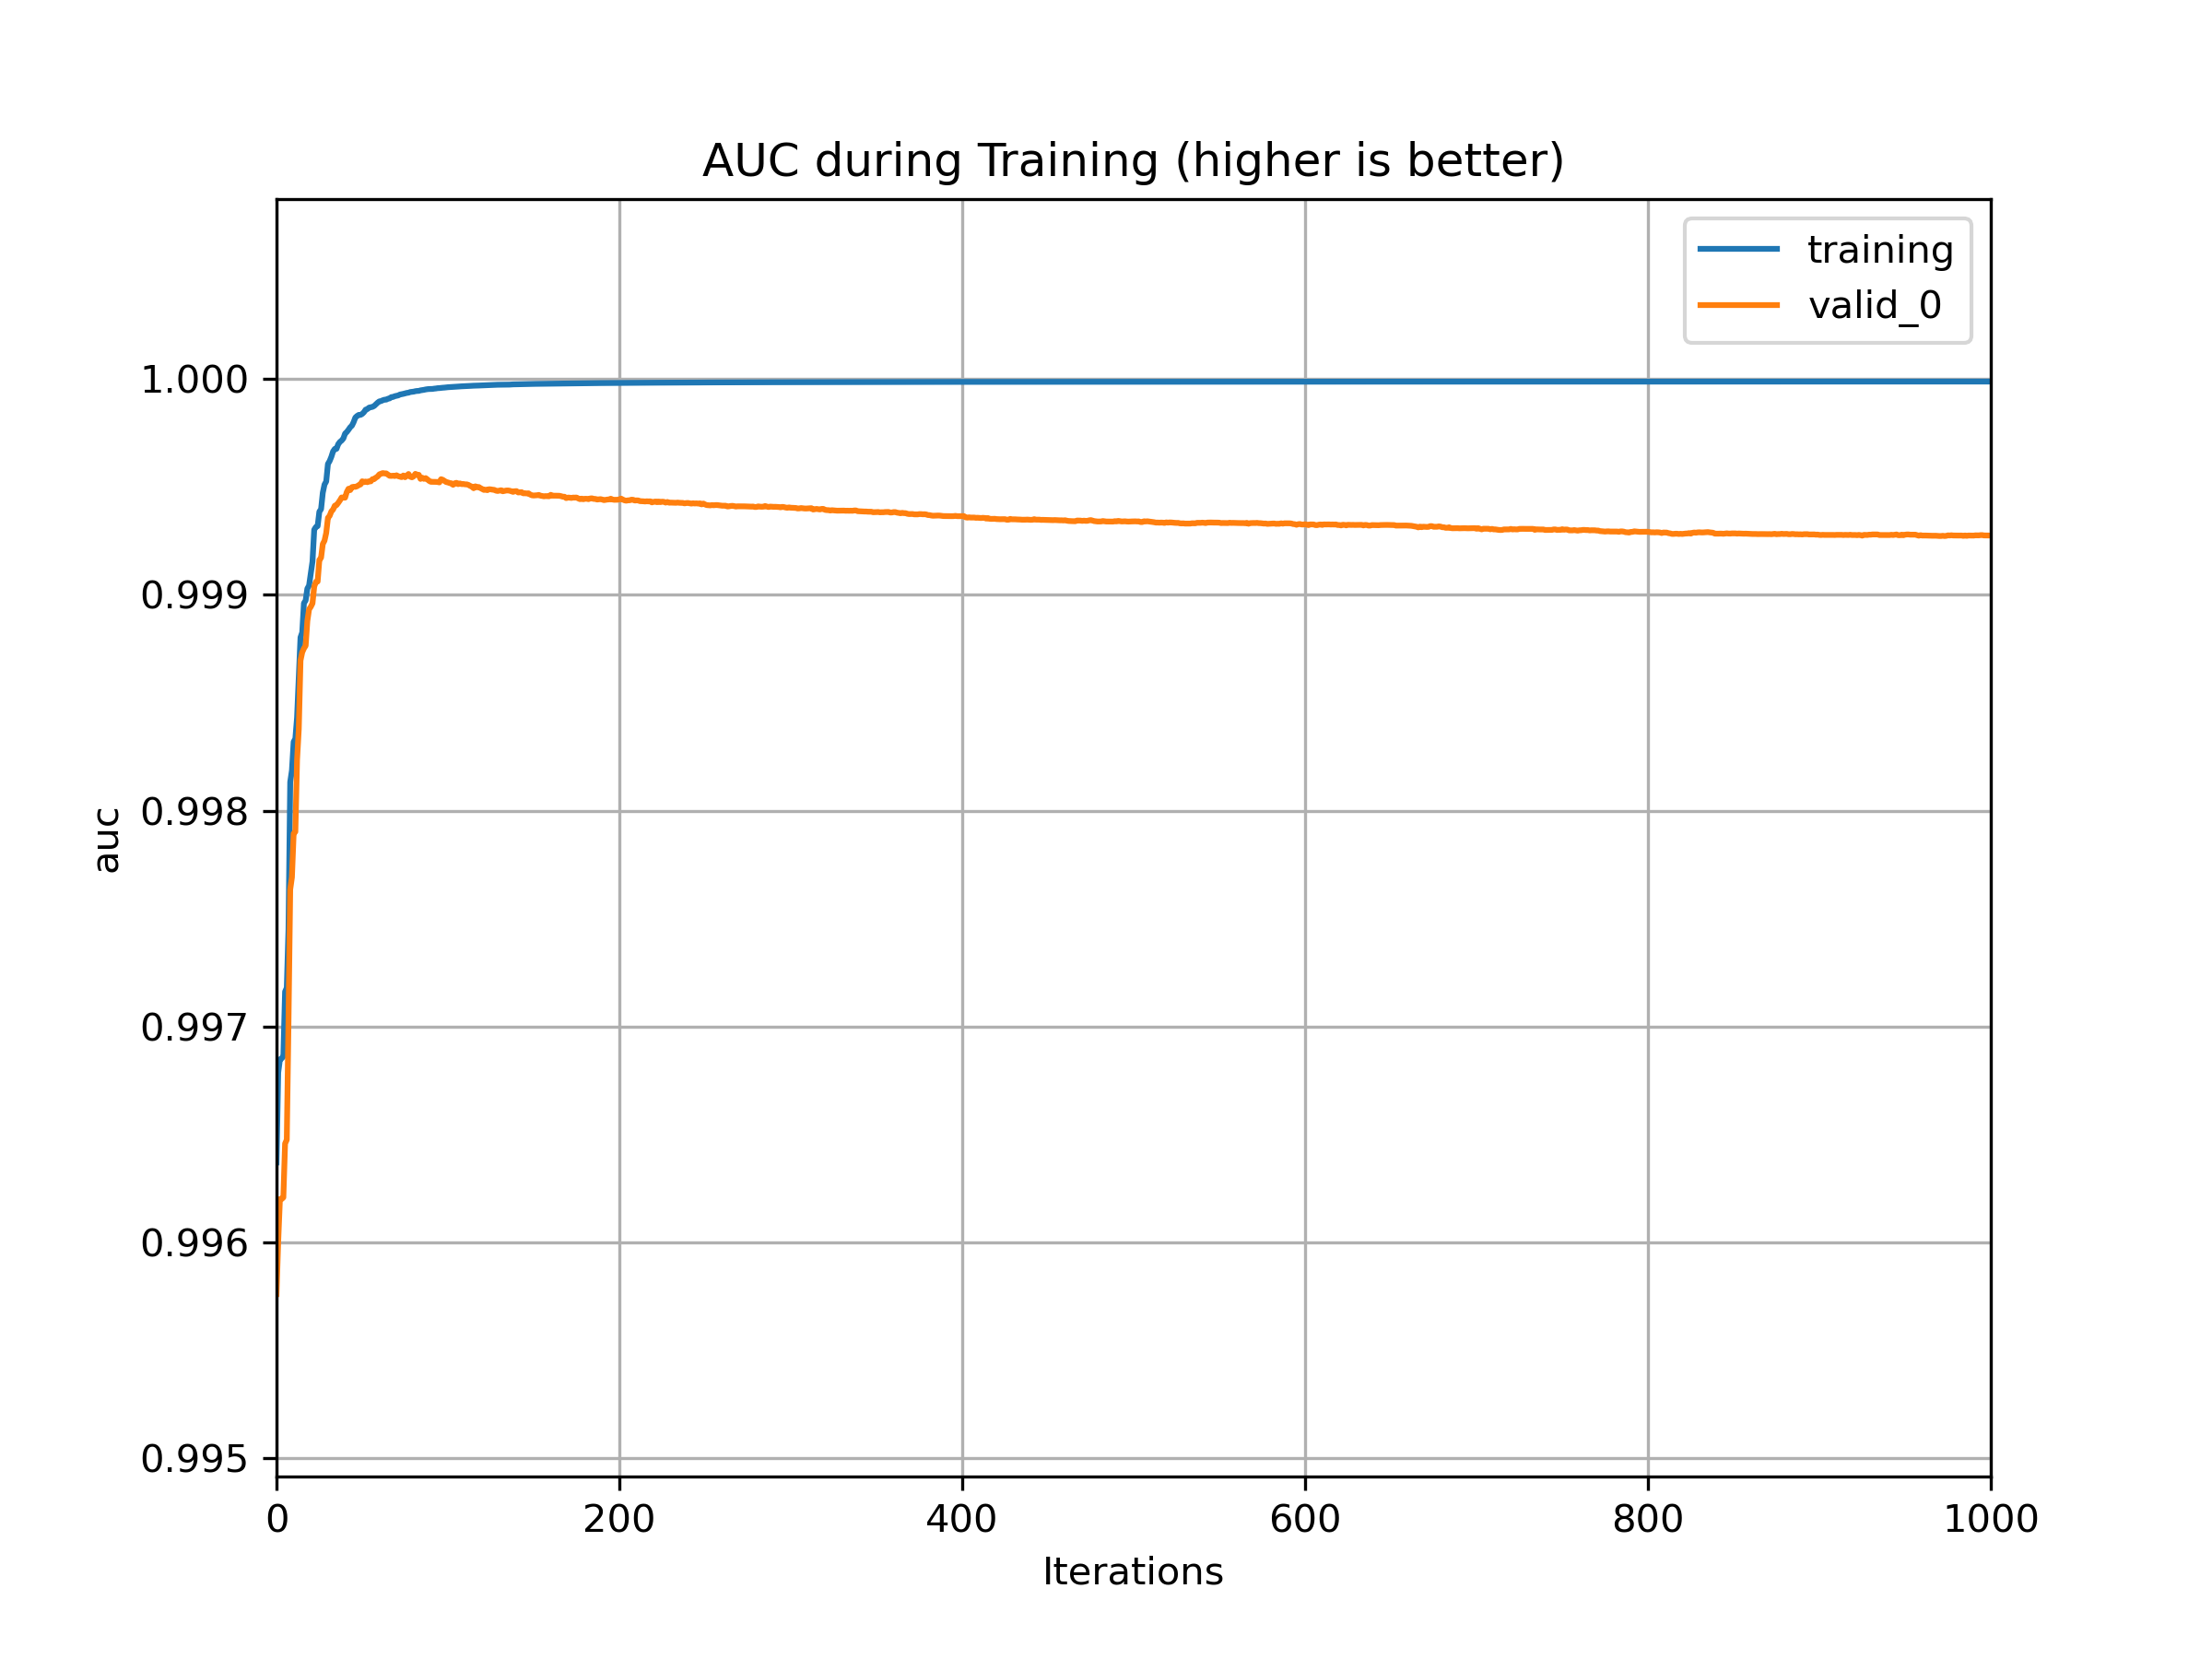 AUC during Training (higher is better)
training
valid_0
1.000
0.999
0.998
0.997
0.996
0.995
auc
0 200 400 600 800 1000
Iterations